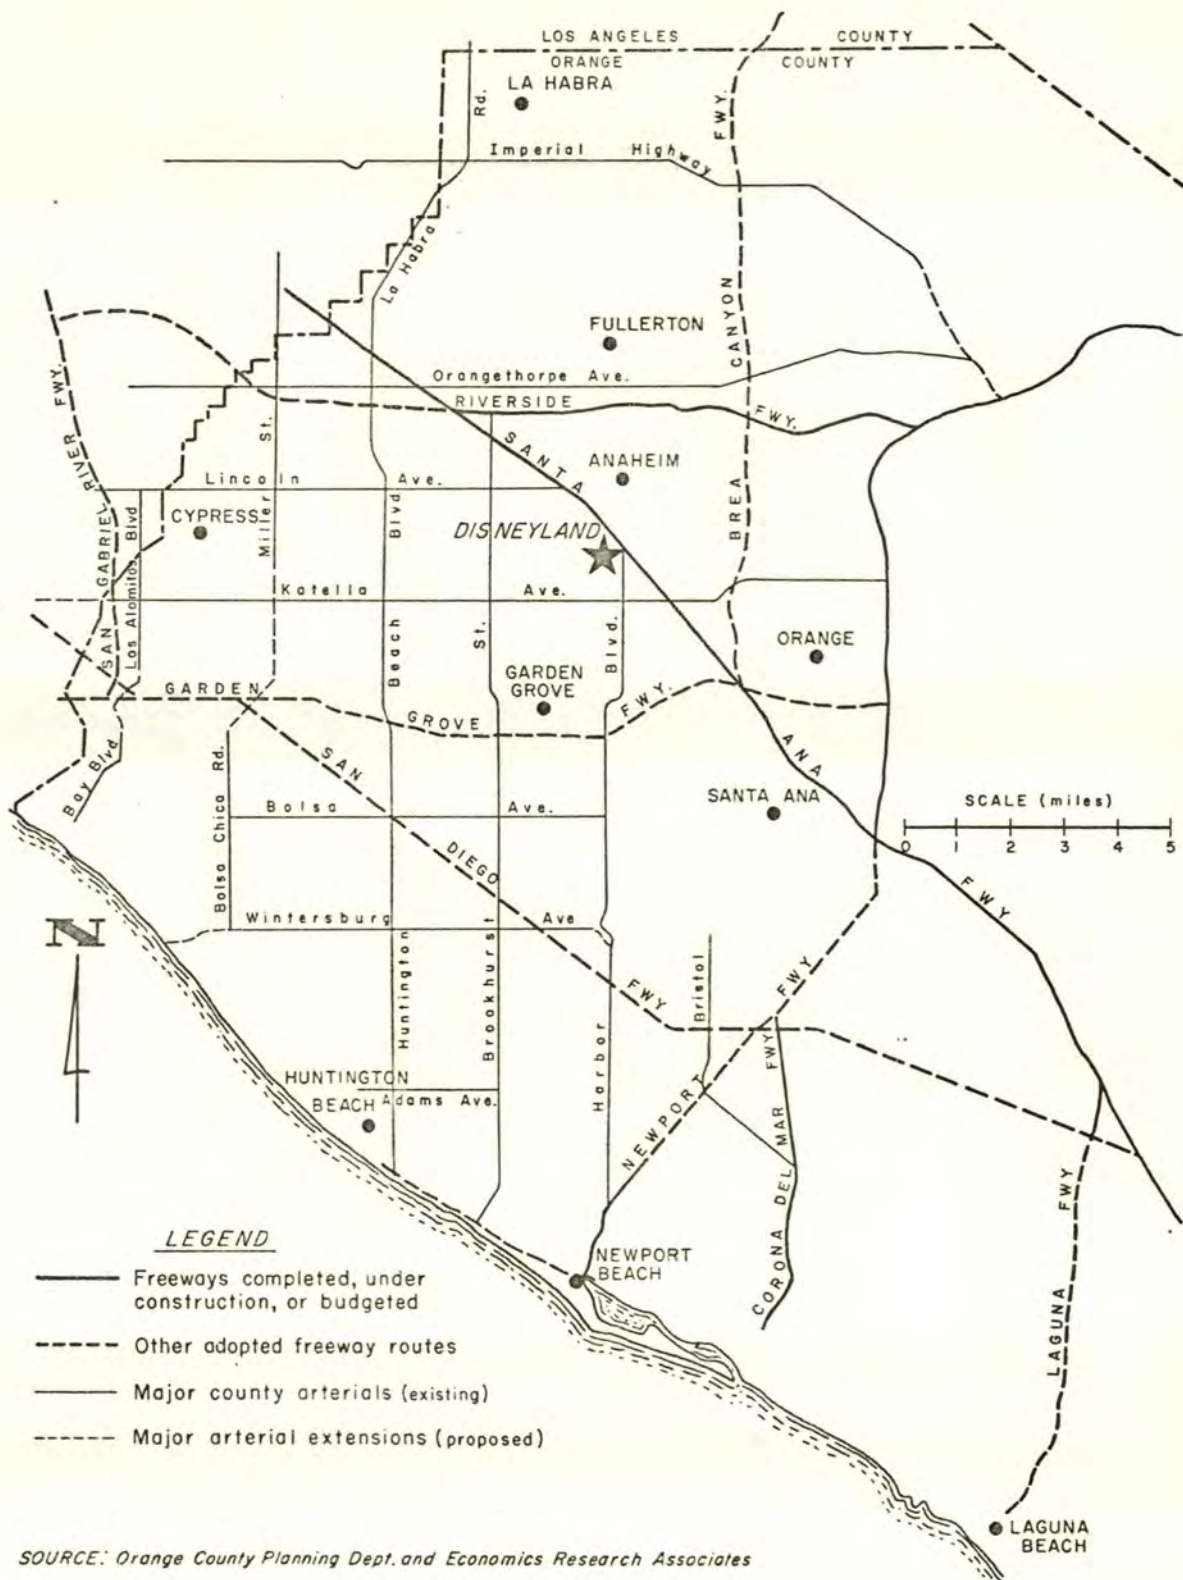 LOS ANGELES COUNTY
ORANGE COUNTY
LA HABRA
Rd.
FWY.
Imperial Highway
La Habra
CANYON
FULLERTON
Orangethorpe Ave.
RIVERSIDE FWY.
FWY.
St.
SANTA
ANAHEIM
RIVER
Lincoln Ave.
CYPRESS
Blvd
Miller
Blvd
DISNEYLAND
BREA
GABRIEL
Los Alamitos
Katella Ave.
SAN
Beach
St.
Blvd.
ORANGE
GARDEN
GROVE
GARDEN
GROVE
FWY.
ANA
SAN
Bay Blvd.
Bolsa Chica Rd.
Bolsa Ave.
SANTA ANA
SCALE (miles)
0 1 2 3 4 5
DIEGO
FWY
Wintersburg Ave
N
Huntington
Brookhurst
FWY
Bristol
FWY
Harbor
HUNTINGTON
BEACH
Adams Ave.
NEWPORT
CORONA DEL MAR FWY
LAGUNA FWY
NEWPORT
BEACH
LEGEND
Freeways completed, under
construction, or budgeted
Other adopted freeway routes
Major county arterials (existing)
Major arterial extensions (proposed)
LAGUNA
BEACH
SOURCE: Orange County Planning Dept. and Economics Research Associates